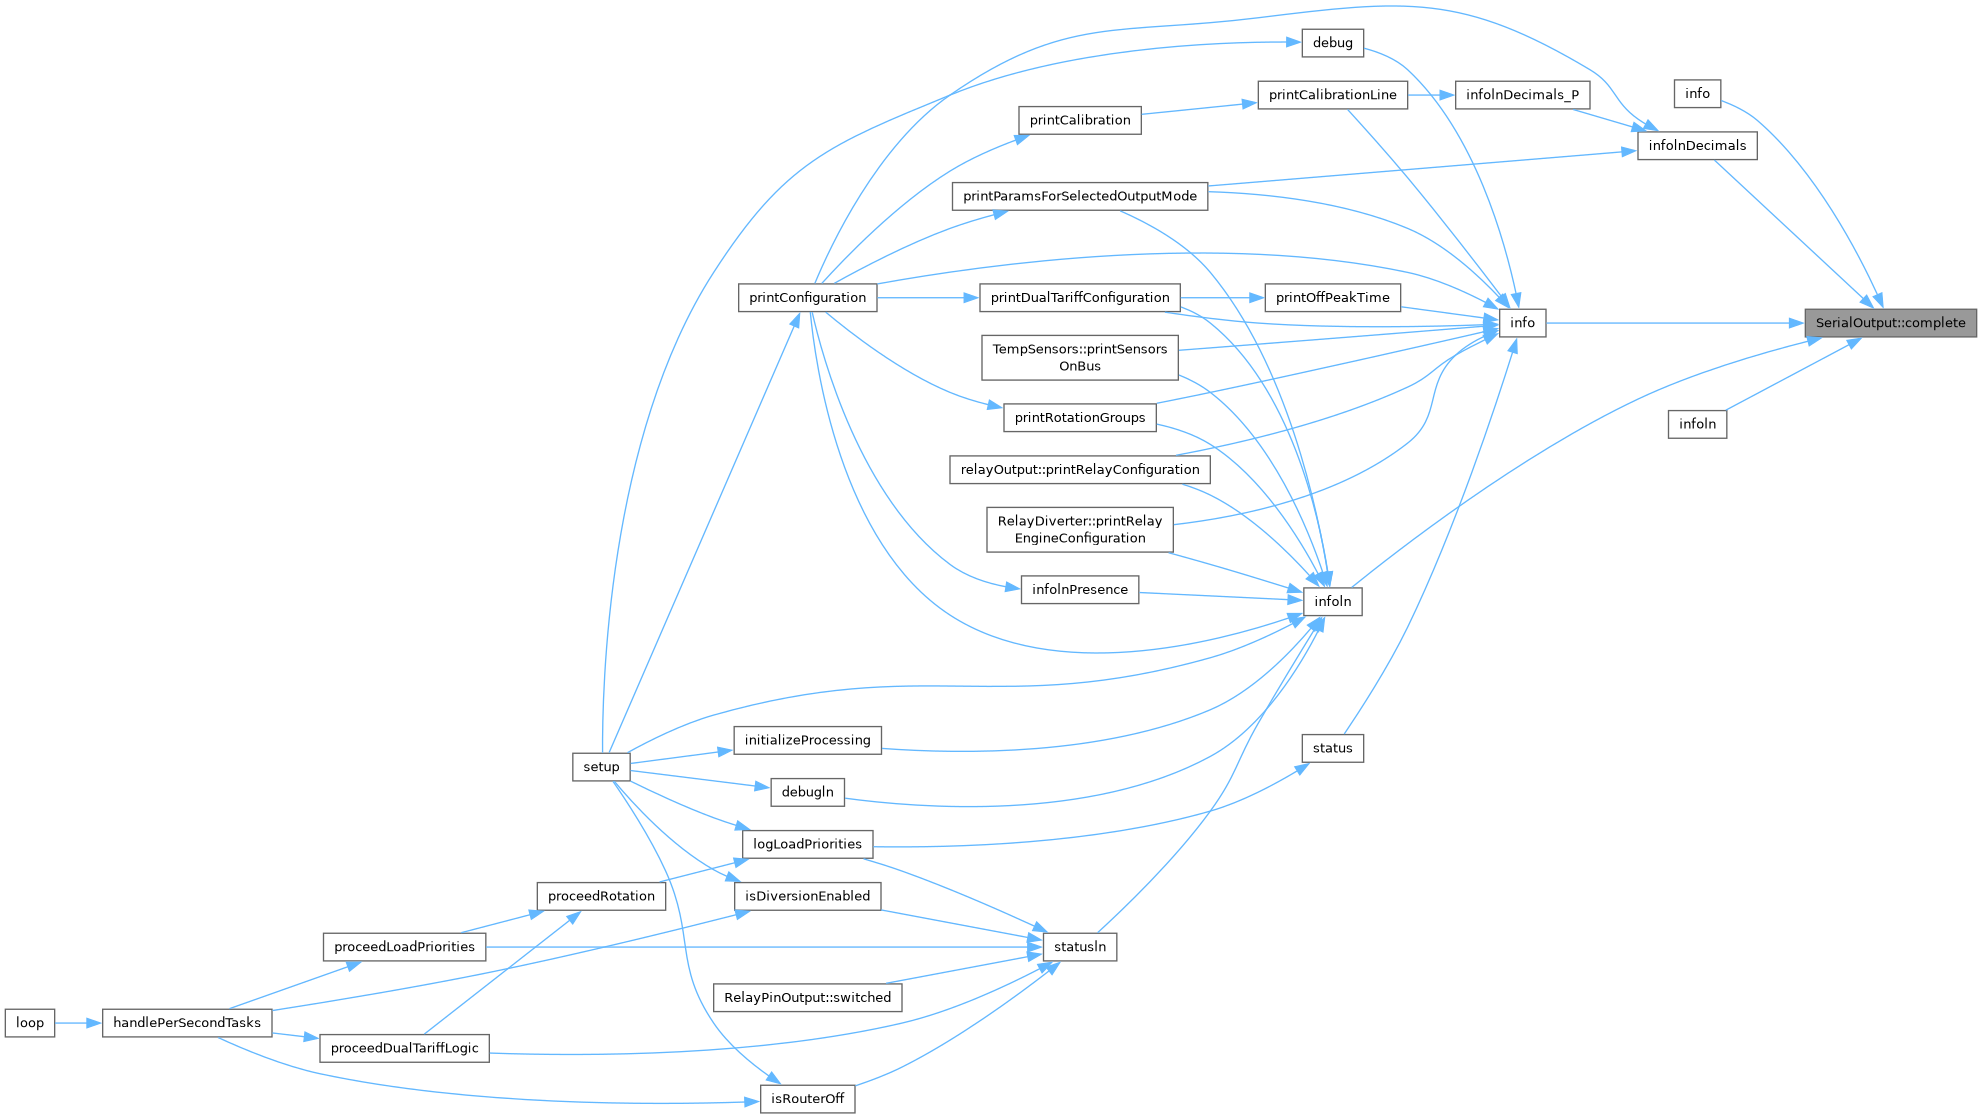 debug
info
infolnDecimals_P
printCalibrationLine
printCalibration
infolnDecimals
printParamsForSelectedOutputMode
printConfiguration
printDualTariffConfiguration
printOffPeakTime
info
SerialOutput::complete
TempSensors::printSensors
OnBus
printRotationGroups
infoln
relayOutput::printRelayConfiguration
RelayDiverter::printRelay
EngineConfiguration
infolnPresence
infoln
initializeProcessing
status
setup
debugln
logLoadPriorities
proceedRotation
isDiversionEnabled
proceedLoadPriorities
statusln
RelayPinOutput::switched
loop
handlePerSecondTasks
proceedDualTariffLogic
isRouterOff